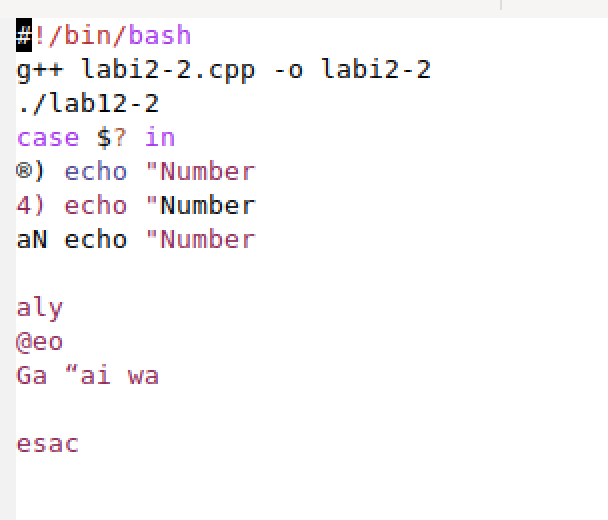 #!/bin/bash
g++ labi2-2.cpp -o labi2-2
./lab12-2
case $? in
®) echo "Number
4) echo "Number
aN echo "Number
aly
@eo
Ga “ai wa
esac